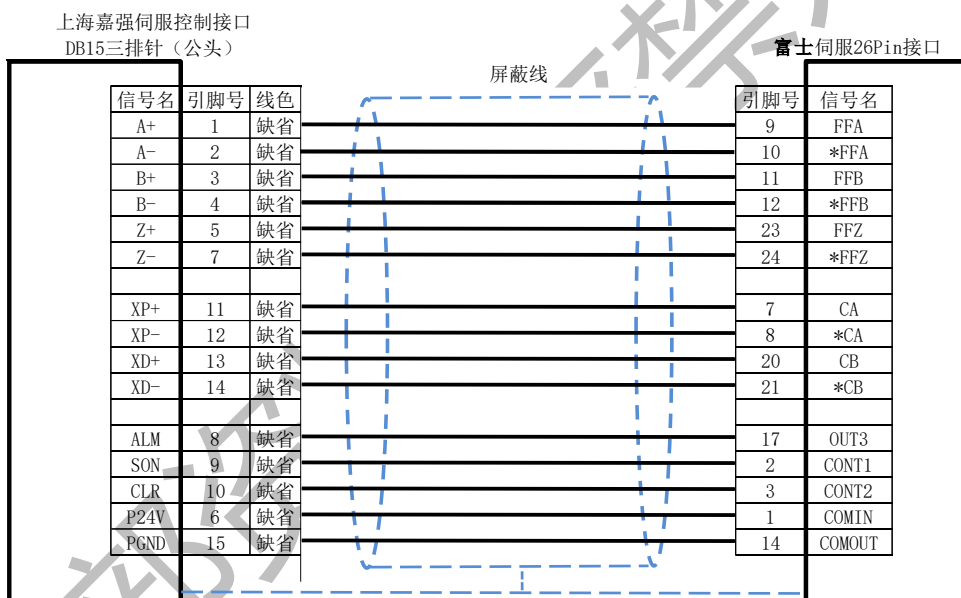 上海嘉强伺服控制接口
DB15三排针（公头）
富士伺服26Pin接口
屏蔽线
信号名 引脚号 线色 引脚号 信号名
A+ 1 缺省 9 FFA
A- 2 缺省 10 *FFA
B+ 3 缺省 11 FFB
B- 4 缺省 12 *FFB
Z+ 5 缺省 23 FFZ
Z- 7 缺省 24 *FFZ
XP+ 11 缺省 7 CA
XP- 12 缺省 8 *CA
XD+ 13 缺省 20 CB
XD- 14 缺省 21 *CB
ALM 8 缺省 17 OUT3
SON 9 缺省 2 CONT1
CLR 10 缺省 3 CONT2
P24V 6 缺省 1 COMIN
PGND 15 缺省 14 COMOUT